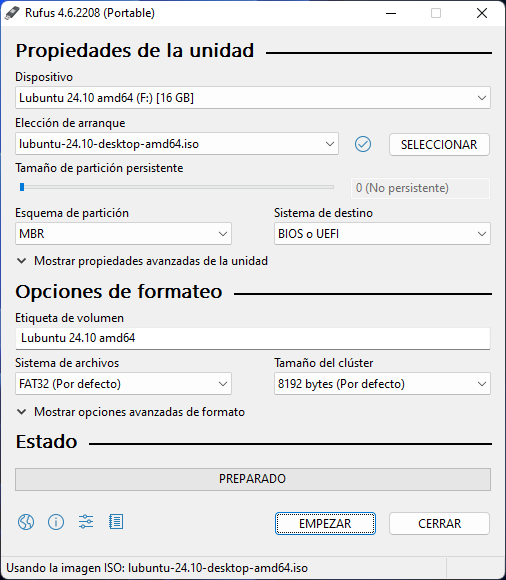 Rufus 4.6.2208 (Portable)
Propiedades de la unidad
Dispositivo
Lubuntu 24.10 amd64 (F:) [16 GB]
Elección de arranque
lubuntu-24.10-desktop-amd64.iso
SELECCIONAR
Tamaño de partición persistente
0 (No persistente)
Esquema de partición
Sistema de destino
MBR
BIOS o UEFI
Mostrar propiedades avanzadas de la unidad
Opciones de formateo
Etiqueta de volumen
Lubuntu 24.10 amd64
Sistema de archivos
Tamaño del clúster
FAT32 (Por defecto)
8192 bytes (Por defecto)
Mostrar opciones avanzadas de formato
Estado
PREPARADO
EMPEZAR
CERRAR
Usando la imagen ISO: lubuntu-24.10-desktop-amd64.iso